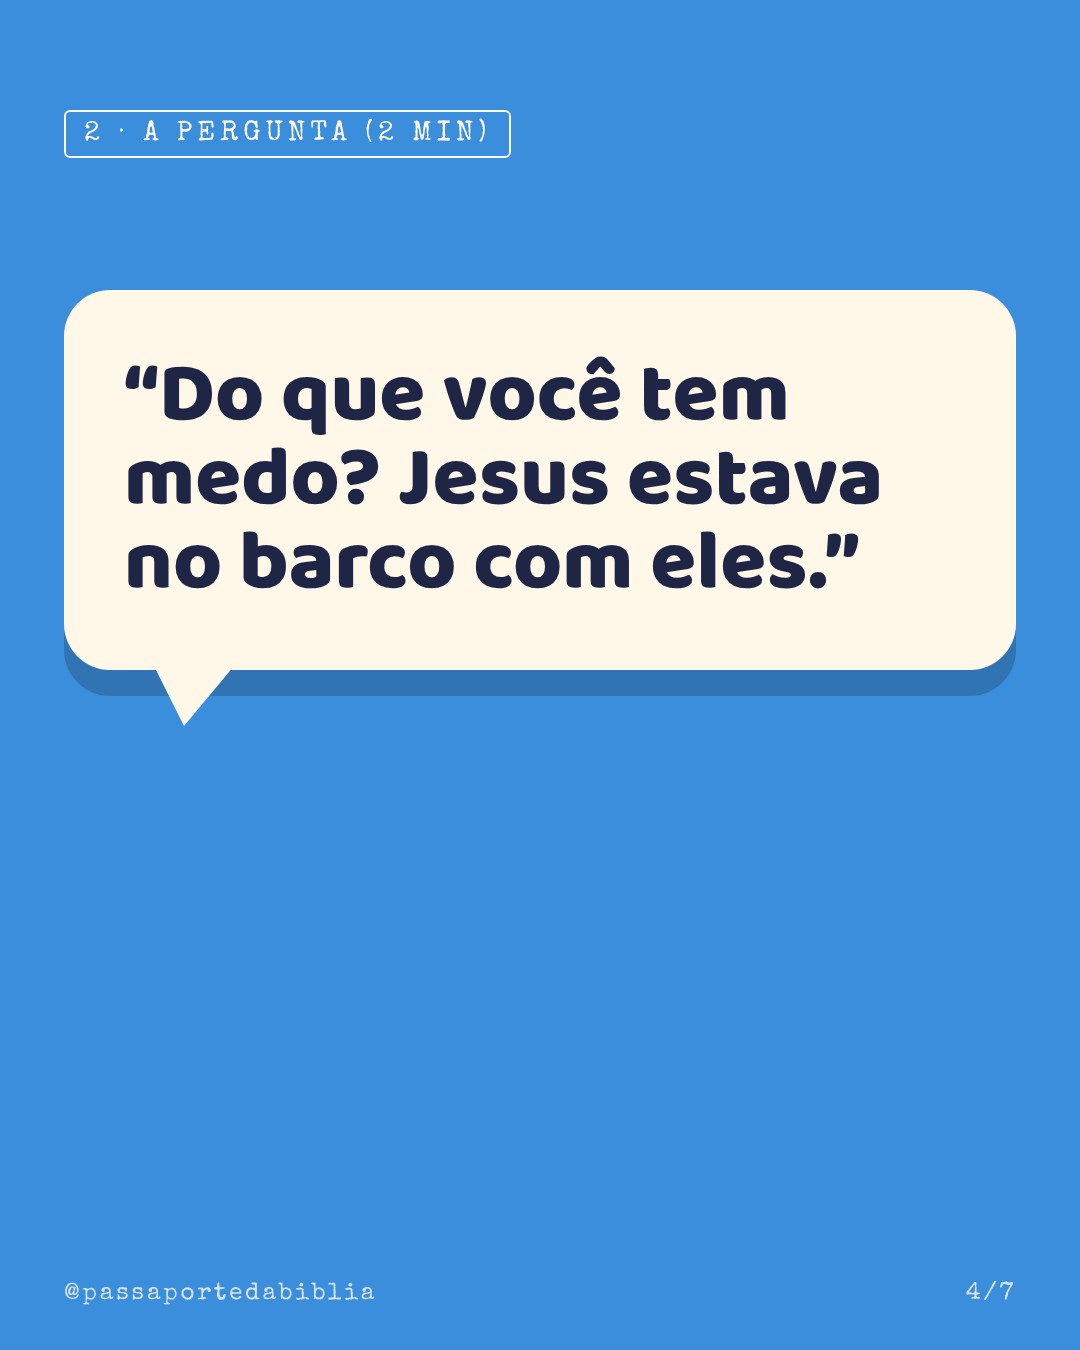 2 · A PERGUNTA (2 MIN)
“Do que você tem
medo? Jesus estava
no barco com eles.”
@passaportedabiblia
4/7